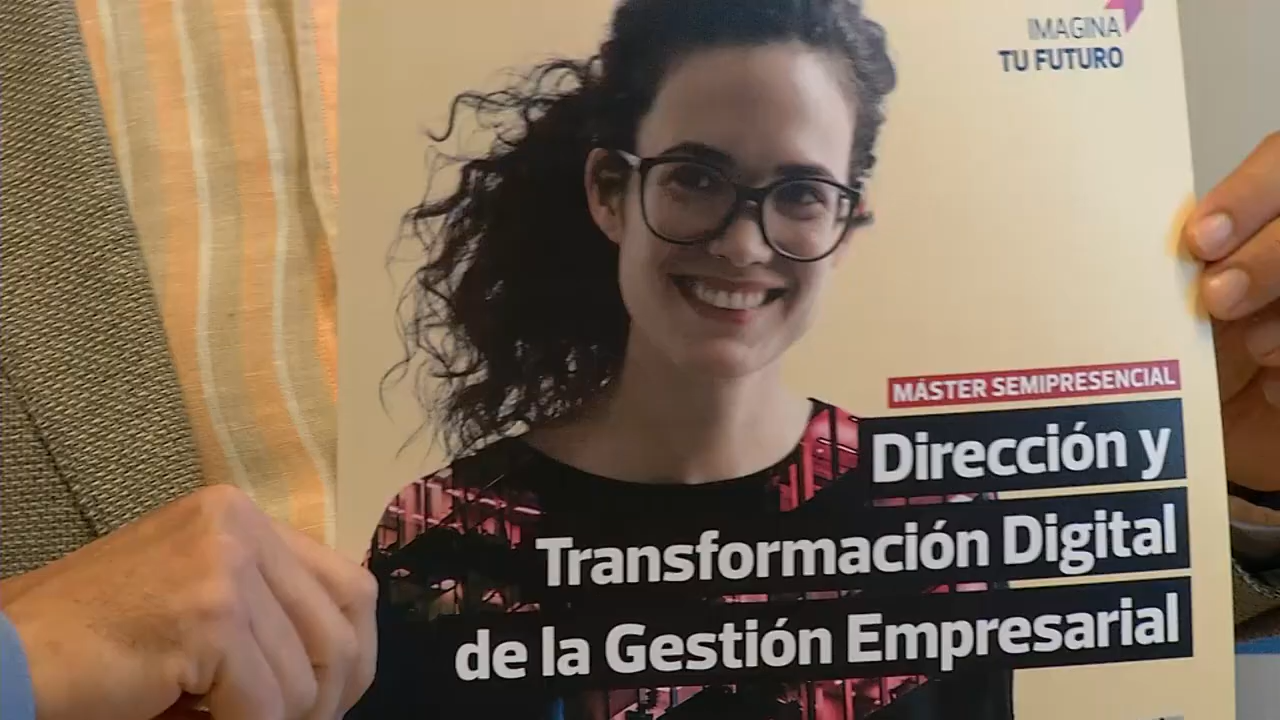 IMAGINA
TU FUTURO
MÁSTER SEMIPRESENCIAL
Dirección y
Transformación Digital
de la Gestión Empresarial